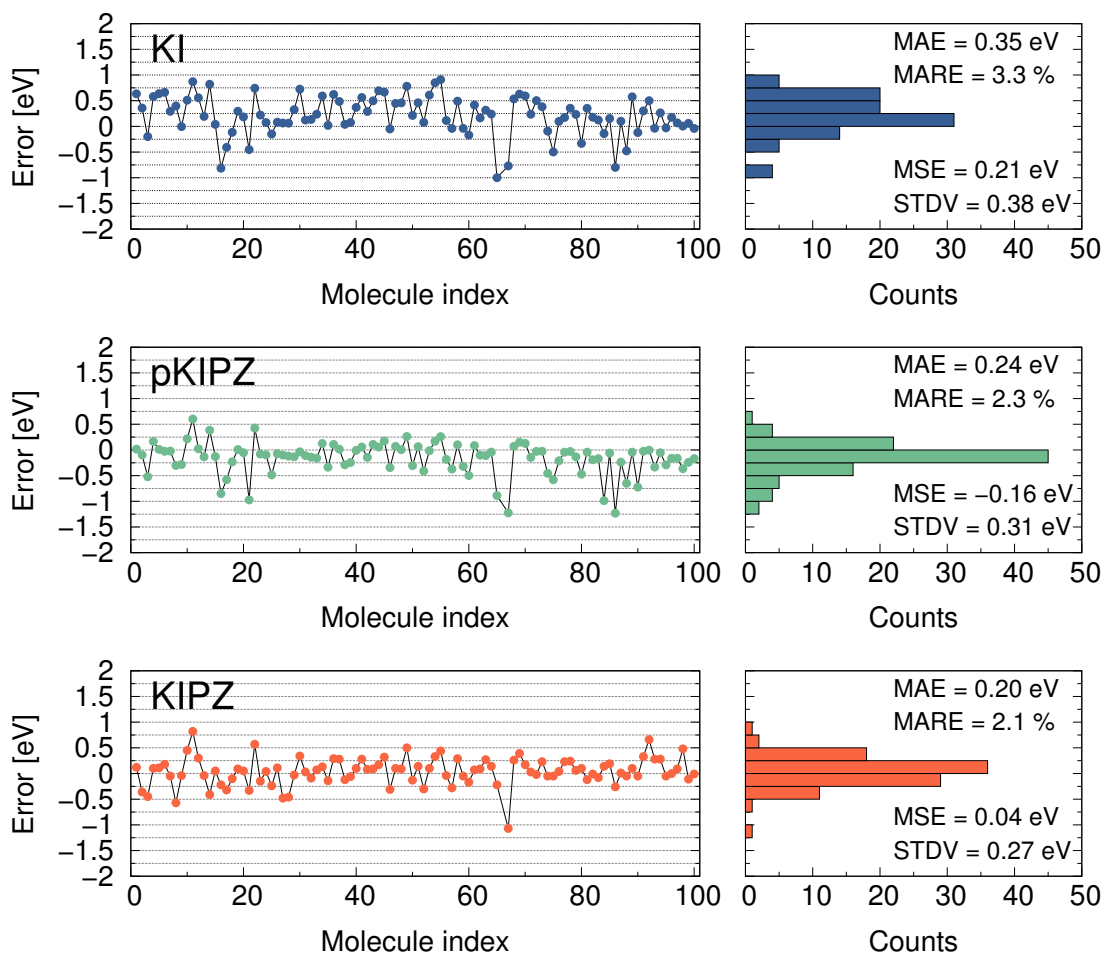 KI
Error [eV]
2
1.5
1
0.5
0
−0.5
−1
−1.5
−2
0 20 40 60 80 100
Molecule index
MAE = 0.35 eV
MARE = 3.3 %
MSE = 0.21 eV
STDV = 0.38 eV
0 10 20 30 40 50
Counts
pKIPZ
Error [eV]
2
1.5
1
0.5
0
−0.5
−1
−1.5
−2
0 20 40 60 80 100
Molecule index
MAE = 0.24 eV
MARE = 2.3 %
MSE = −0.16 eV
STDV = 0.31 eV
0 10 20 30 40 50
Counts
KIPZ
Error [eV]
2
1.5
1
0.5
0
−0.5
−1
−1.5
−2
0 20 40 60 80 100
Molecule index
MAE = 0.20 eV
MARE = 2.1 %
MSE = 0.04 eV
STDV = 0.27 eV
0 10 20 30 40 50
Counts